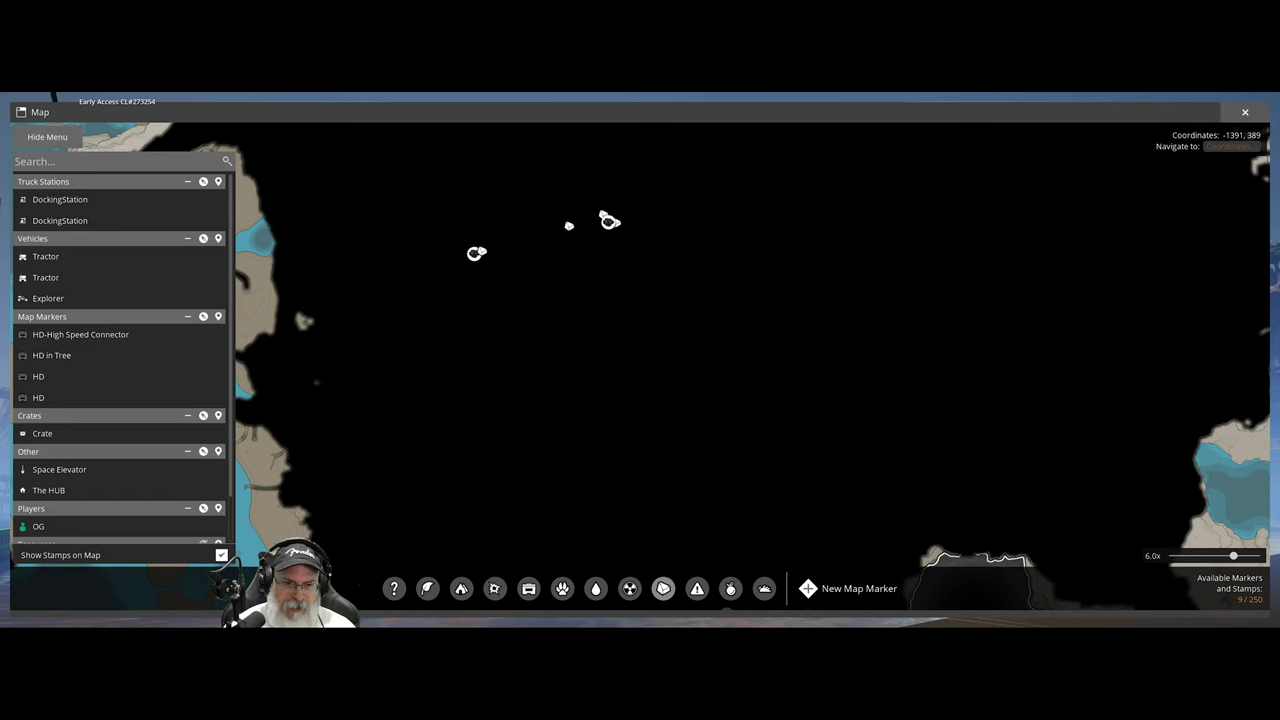 Early Access CL#273254
Map
Hide Menu
Coordinates: -1391, 389
Navigate to: Coordinates...
Search...
Truck Stations
DockingStation
DockingStation
Vehicles
Tractor
Tractor
Explorer
Map Markers
HD-High Speed Connector
HD in Tree
HD
HD
Crates
Crate
Other
Space Elevator
The HUB
Players
OG
Show Stamps on Map
6.0x
Available Markers
and Stamps:
9 / 250
New Map Marker